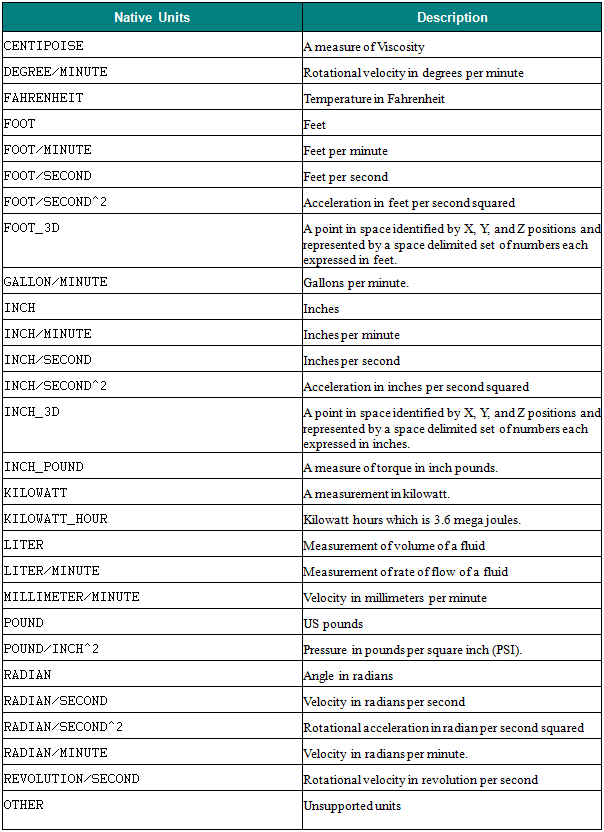 Native Units Description
CENTIPOISE A measure of Viscosity
DEGREE/MINUTE Rotational velocity in degrees per minute
FAHRENHEIT Temperature in Fahrenheit
FOOT Feet
FOOT/MINUTE Feet per minute
FOOT/SECOND Feet per second
FOOT/SECOND^2 Acceleration in feet per second squared
FOOT_3D A point in space identified by X, Y, and Z positions and
represented by a space delimited set of numbers each
expressed in feet.
GALLON/MINUTE Gallons per minute.
INCH Inches
INCH/MINUTE Inches per minute
INCH/SECOND Inches per second
INCH/SECOND^2 Acceleration in inches per second squared
INCH_3D A point in space identified by X, Y, and Z positions and
represented by a space delimited set of numbers each
expressed in inches.
INCH_POUND A measure of torque in inch pounds.
KILOWATT A measurement in kilowatt.
KILOWATT_HOUR Kilowatt hours which is 3.6 mega joules.
LITER Measurement of volume of a fluid
LITER/MINUTE Measurement of rate of flow of a fluid
MILLIMETER/MINUTE Velocity in millimeters per minute
POUND US pounds
POUND/INCH^2 Pressure in pounds per square inch (PSI).
RADIAN Angle in radians
RADIAN/SECOND Velocity in radians per second
RADIAN/SECOND^2 Rotational acceleration in radian per second squared
RADIAN/MINUTE Velocity in radians per minute.
REVOLUTION/SECOND Rotational velocity in revolution per second
OTHER Unsupported units